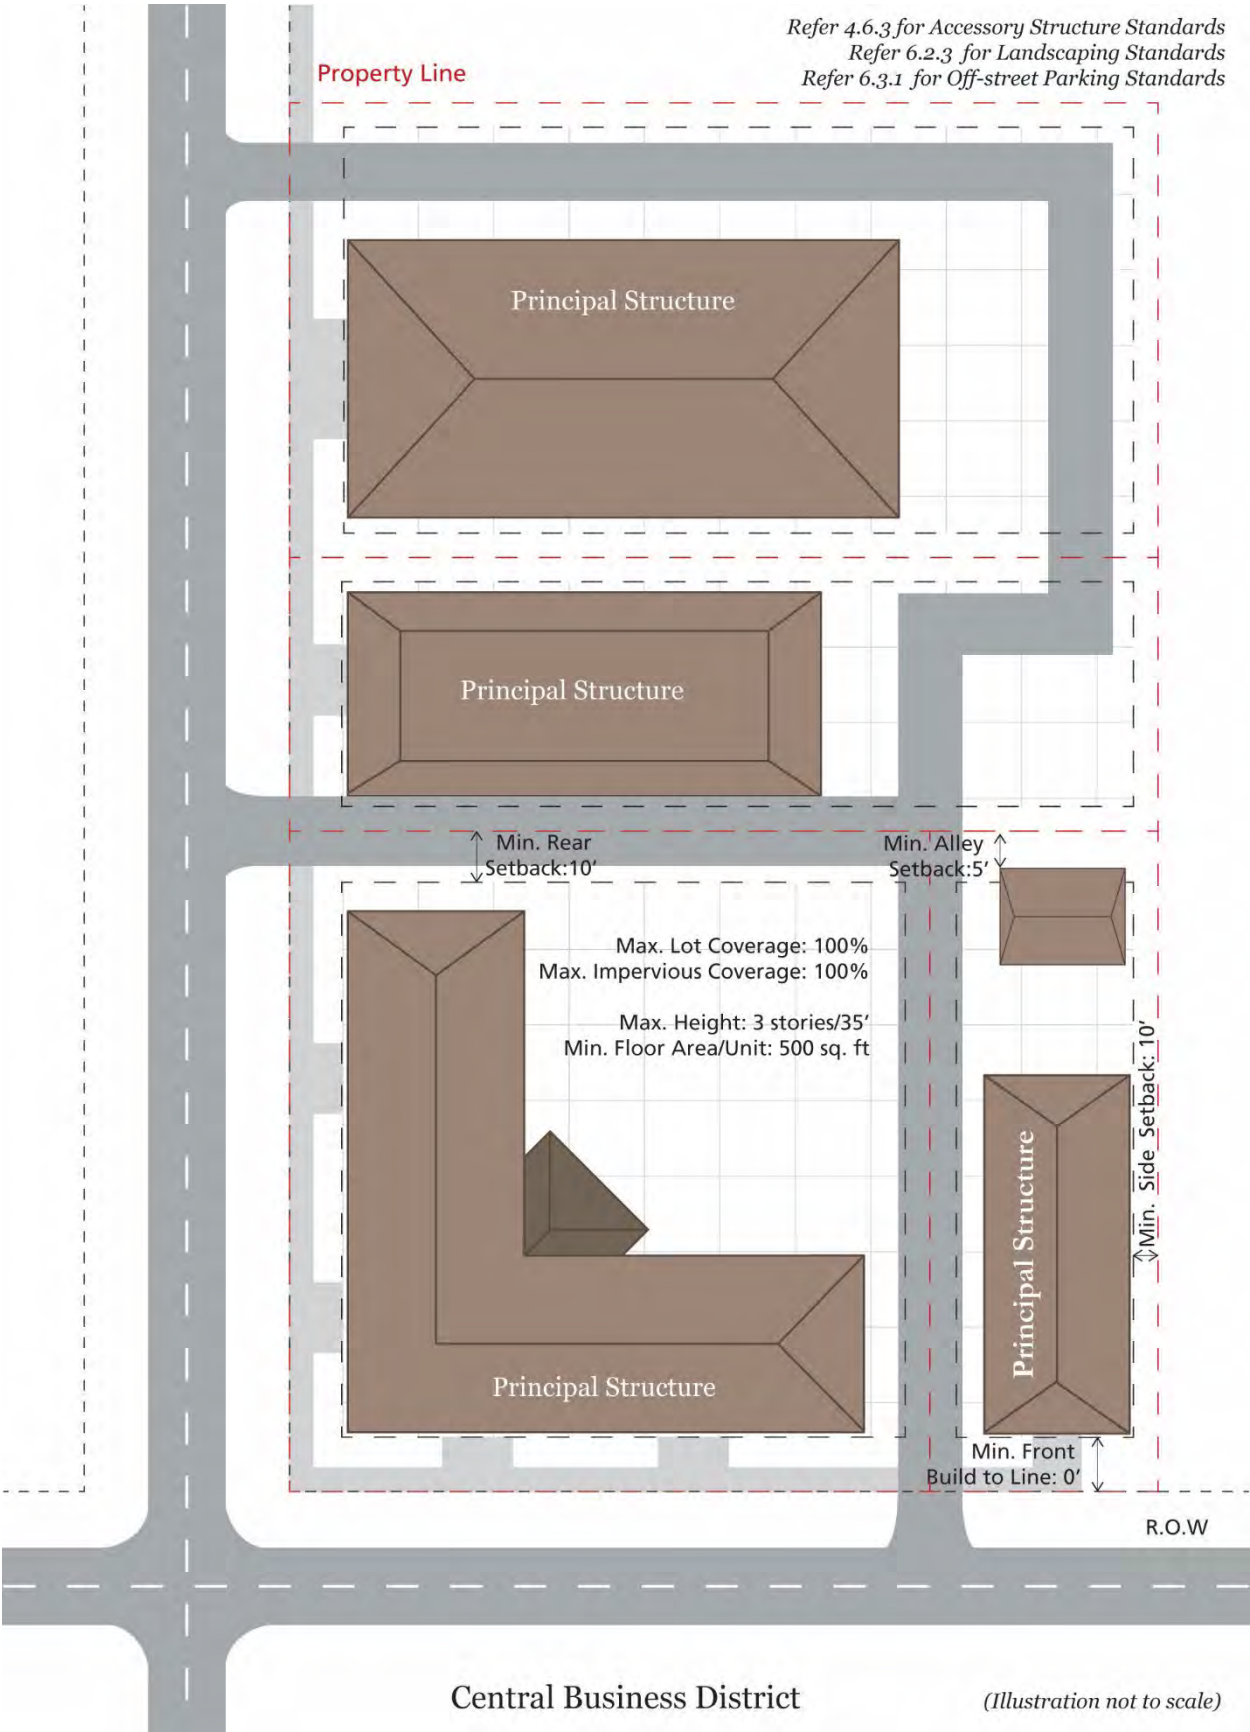 Refer 4.6.3 for Accessory Structure Standards
Refer 6.2.3 for Landscaping Standards
Refer 6.3.1 for Off-street Parking Standards
Property Line
Principal Structure
Principal Structure
Min. Rear
Setback:10’
Min. Alley
Setback:5’
Max. Lot Coverage: 100%
Max. Impervious Coverage: 100%
Max. Height: 3 stories/35’
Min. Floor Area/Unit: 500 sq. ft
Min. Side Setback: 10’
Principal Structure
Principal Structure
Min. Front
Build to Line: 0’
R.O.W
Central Business District
(Illustration not to scale)